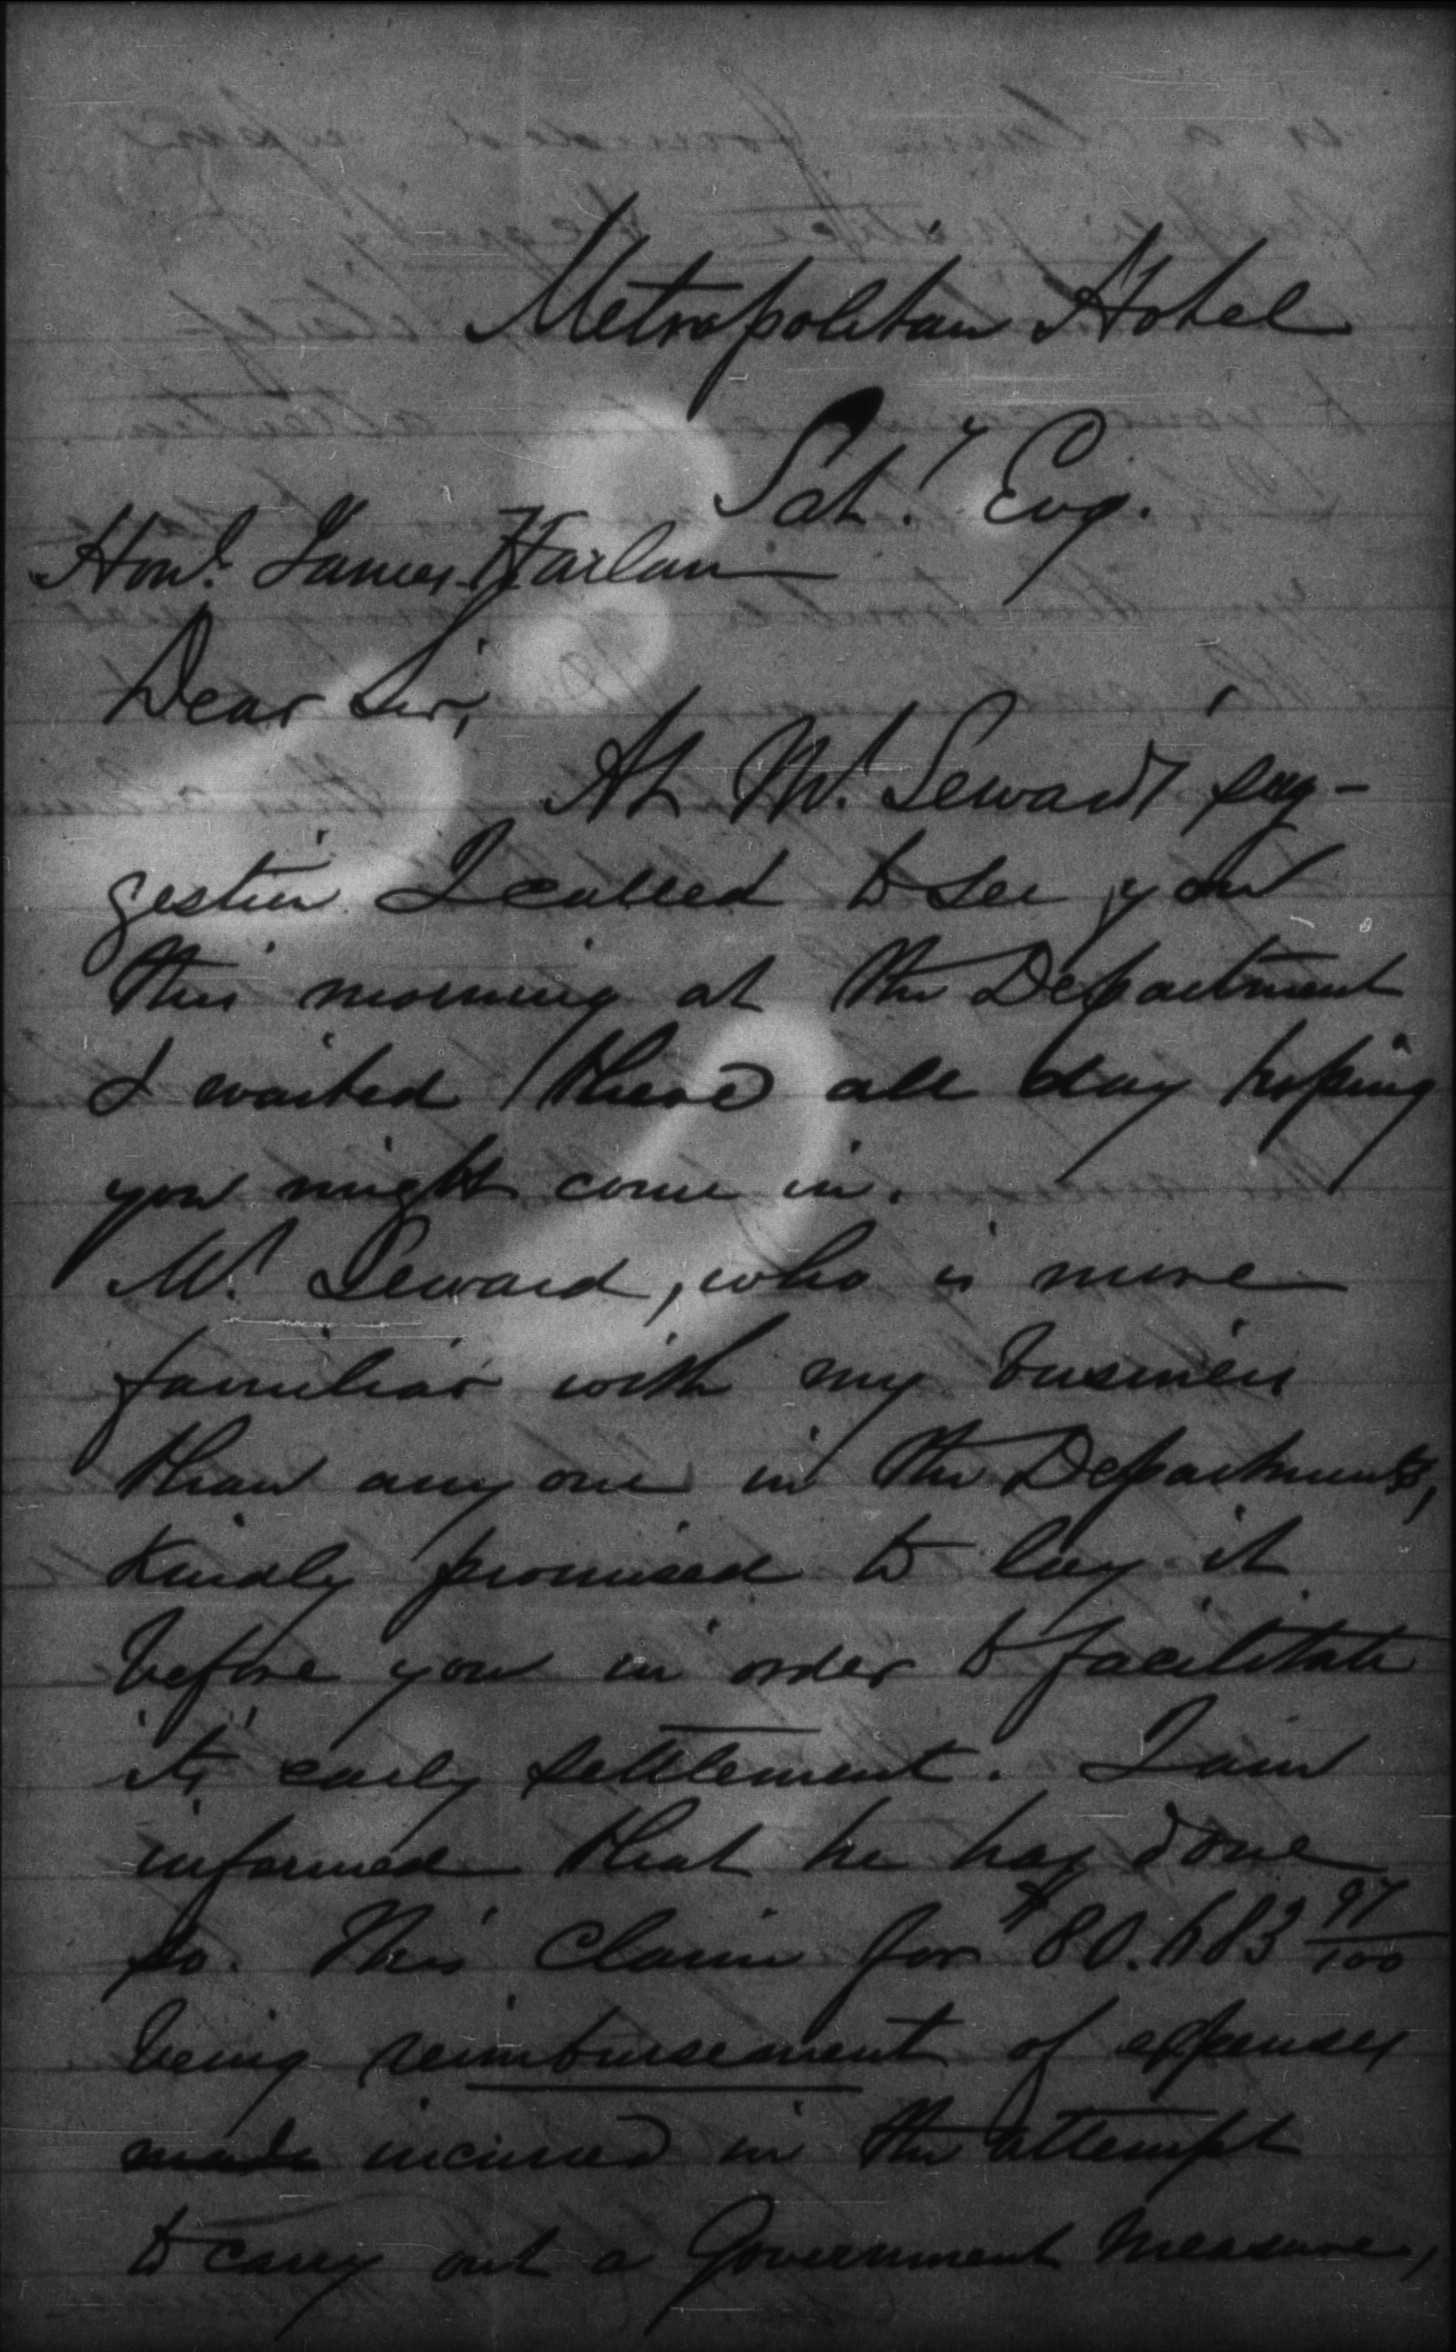 Metropolitan Hotel
Sat.y Evg.
Honl. James Harlan
Dear Sir,
At Mr. Seward's sug-
gestion I called to see you
this morning at the Department
I waited there all day hoping
you might come in.
Mr. Seward, who is more
familiar with my business
than any one in the Departments,
kindly promised to lay it
before you in order to facilitate
its early settlement. I am
informed that he has done
so. This claim for $80.683 97/100
being reimbursement of expenses
made incurred in the attempt
to carry out a Government measure,